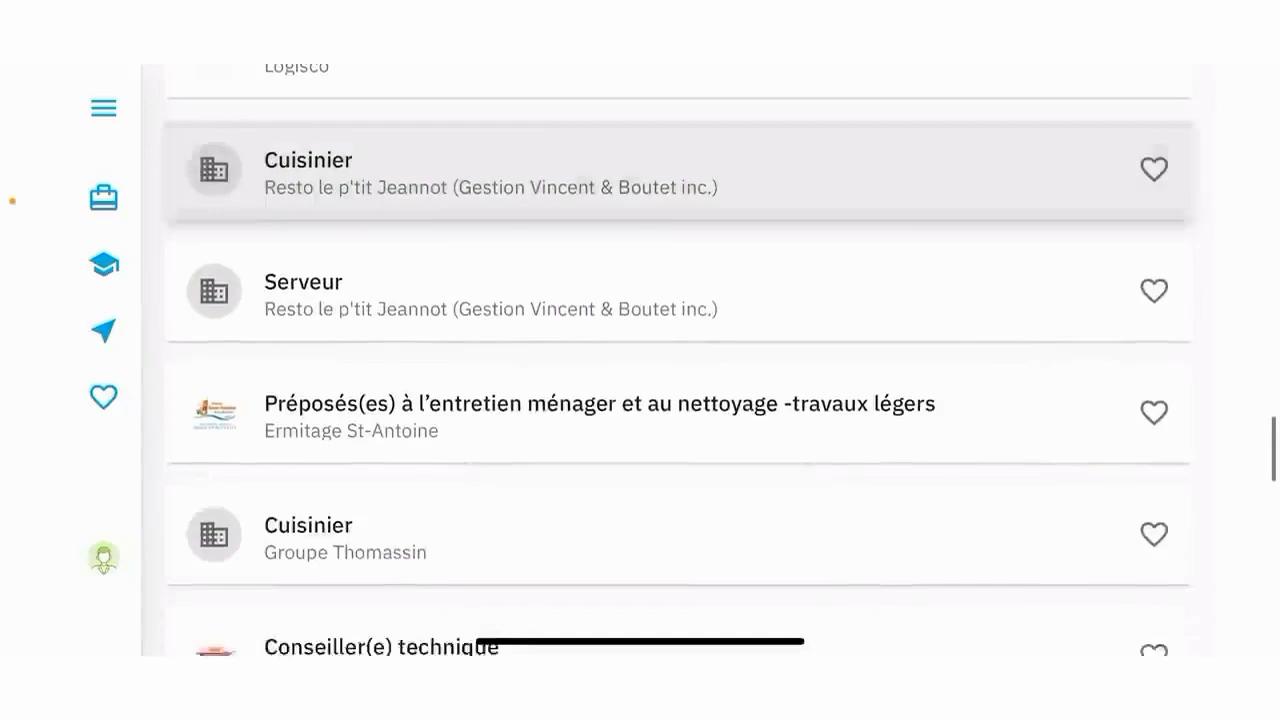 Logisco
Cuisinier
Resto le p'tit Jeannot (Gestion Vincent & Boutet inc.)
Serveur
Resto le p'tit Jeannot (Gestion Vincent & Boutet inc.)
Préposés(es) à l’entretien ménager et au nettoyage -travaux légers
Ermitage St-Antoine
Cuisinier
Groupe Thomassin
Conseiller(e) technique